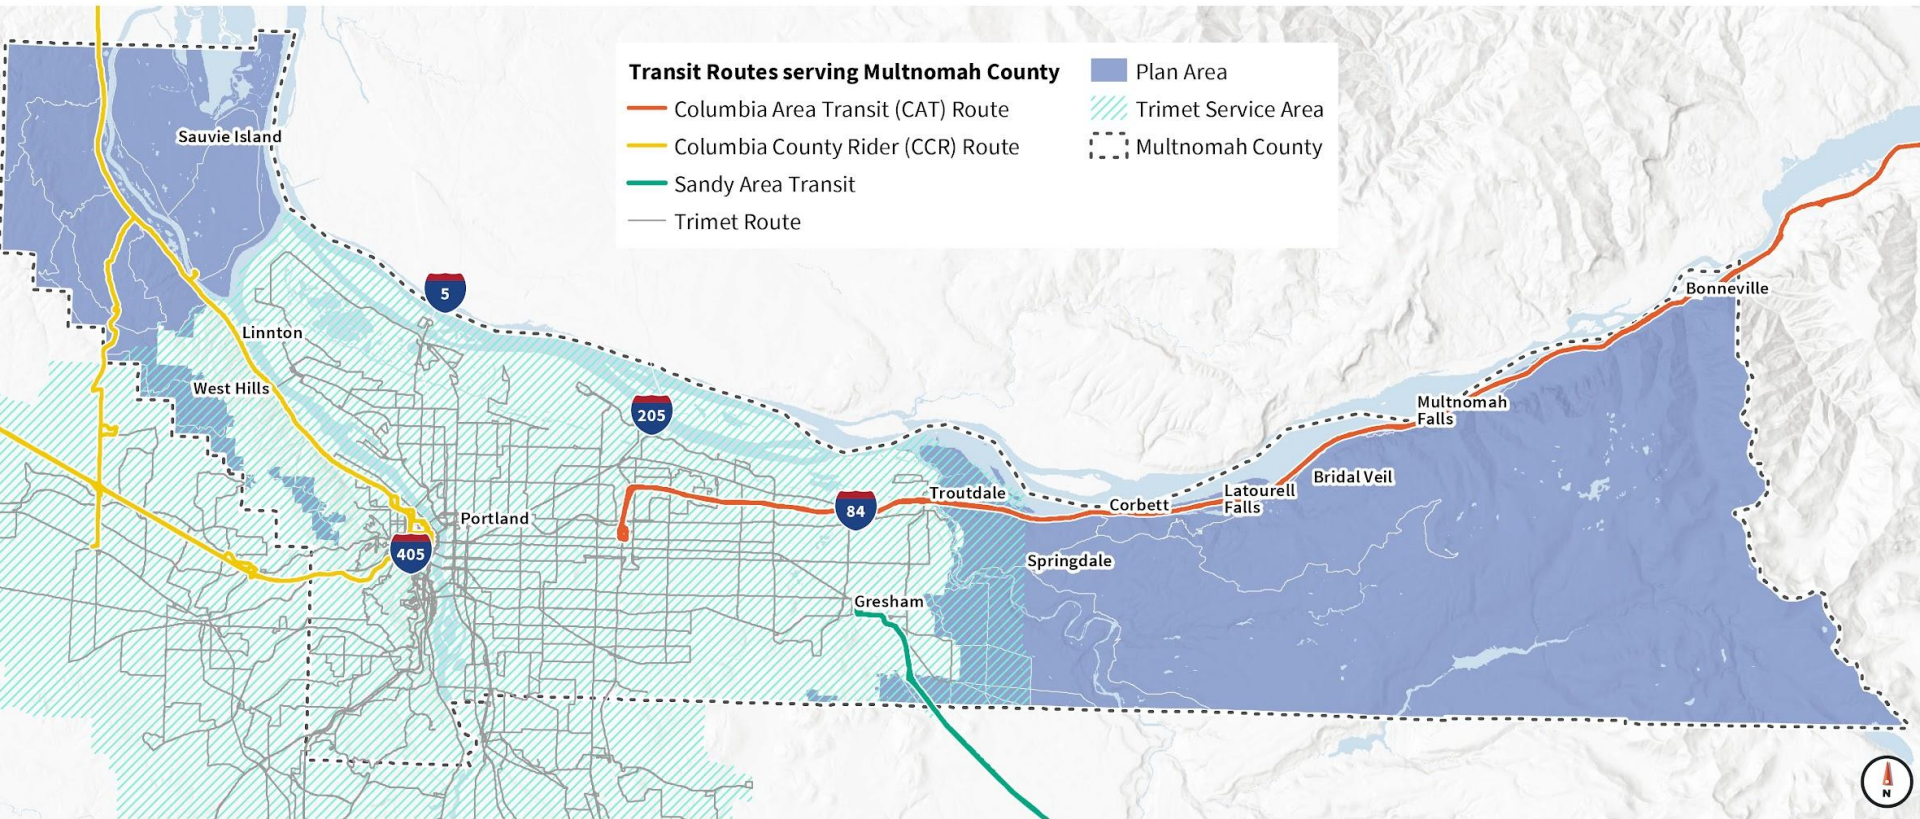 Transit Routes serving Multnomah County
Columbia Area Transit (CAT) Route
Columbia County Rider (CCR) Route
Sandy Area Transit
Trimet Route
Plan Area
Trimet Service Area
Multnomah County
Sauvie Island
5
Bonneville
Linnton
West Hills
205
Multnomah
Falls
Bridal Veil
Troutdale
Latourell
Falls
Corbett
84
Portland
405
Springdale
Gresham
N